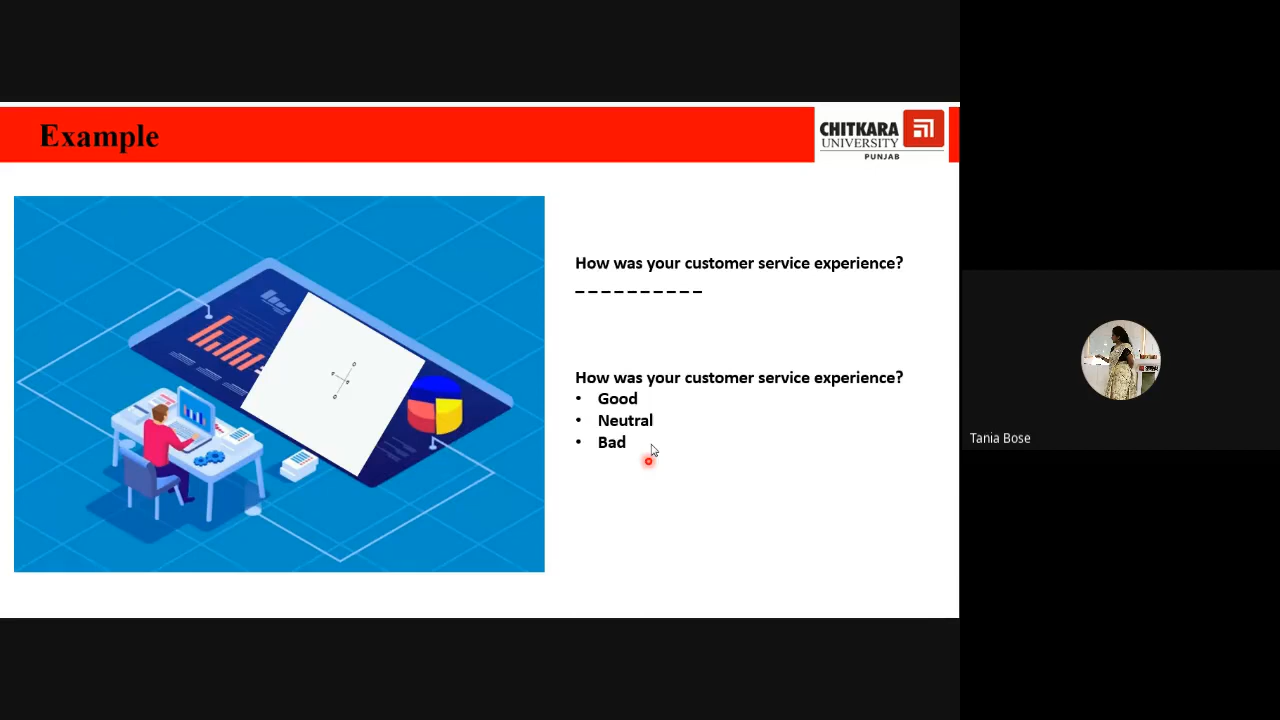 Example
CHITKARA
UNIVERSITY
PUNJAB
How was your customer service experience?
_ _ _ _ _ _ _ _ _ _
How was your customer service experience?
• Good
• Neutral
• Bad
Tania Bose